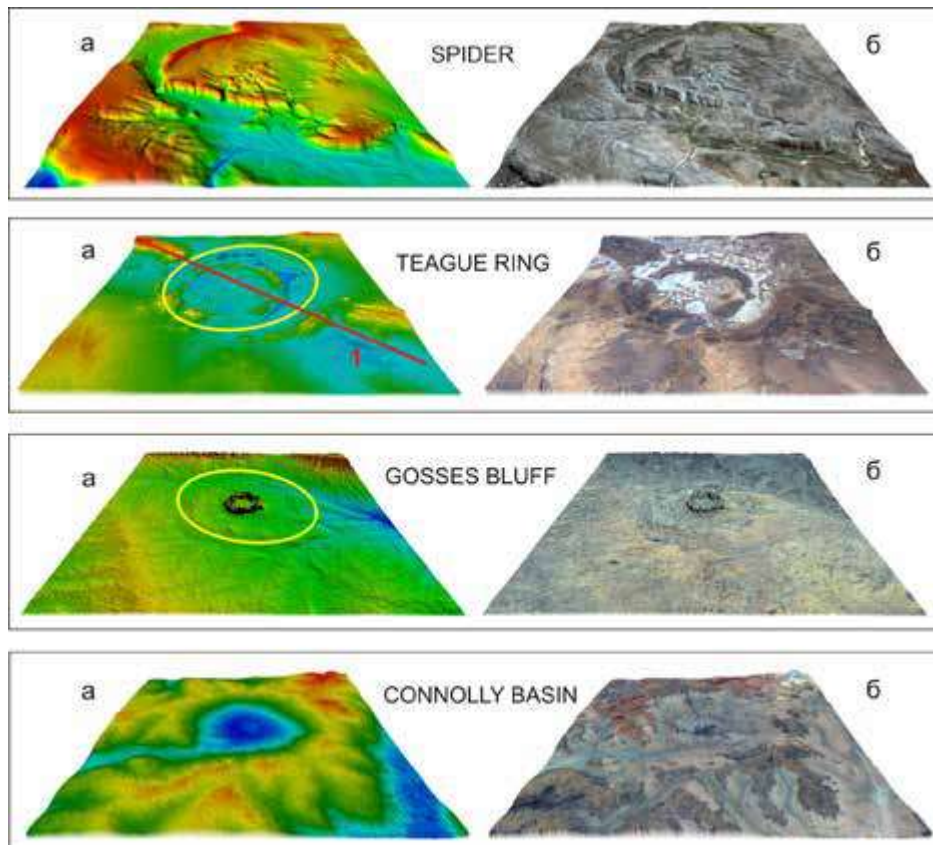 а SPIDER б
а TEAGUE RING б
1
а GOSSES BLUFF б
а CONNOLLY BASIN б